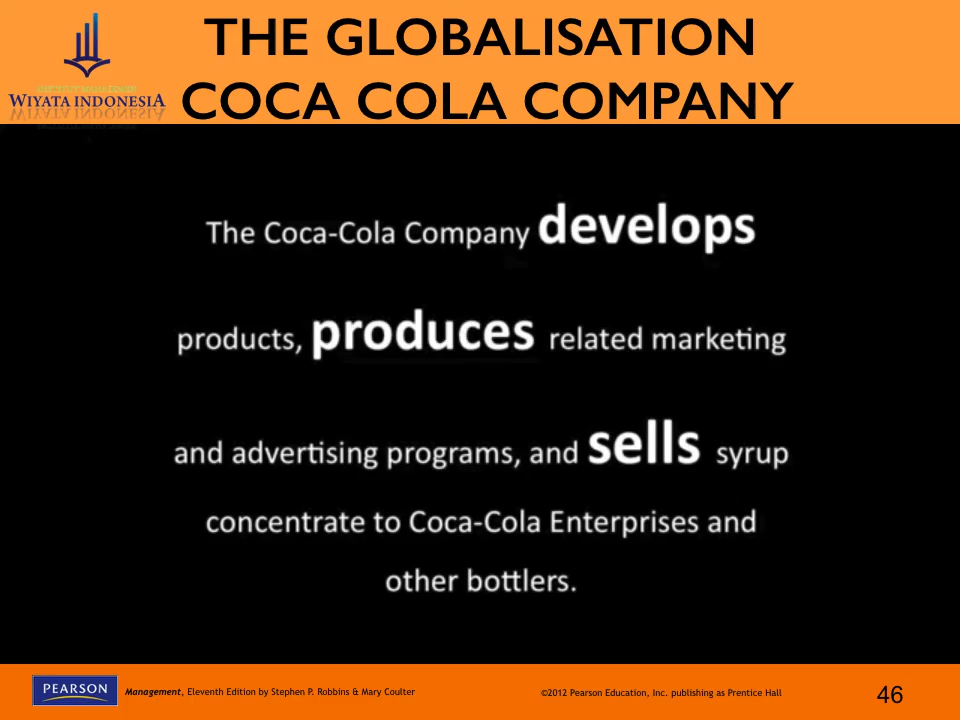 THE GLOBALISATION
COCA COLA COMPANY
WIYATA INDONESIA
The Coca-Cola Company develops
products, produces related marketing
and advertising programs, and sells syrup
concentrate to Coca-Cola Enterprises and
other bottlers.
PEARSON
Management, Eleventh Edition by Stephen P. Robbins & Mary Coulter
©2012 Pearson Education, Inc. publishing as Prentice Hall
46